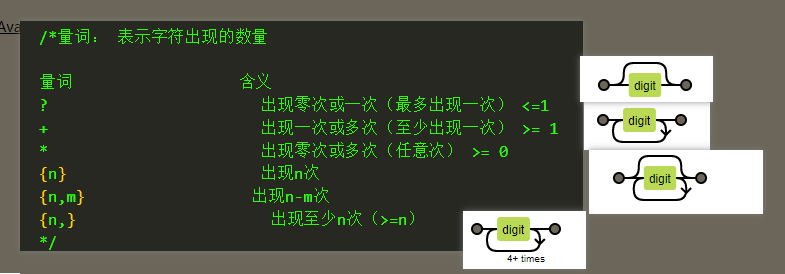 Ava
/*量词： 表示字符出现的数量
量词 含义
? 出现零次或一次（最多出现一次） <=1
+ 出现一次或多次（至少出现一次） >= 1
* 出现零次或多次（任意次） >= 0
{n} 出现n次
{n,m} 出现n-m次
{n,} 出现至少n次（>=n）
*/
digit
digit
digit
digit
4+ times